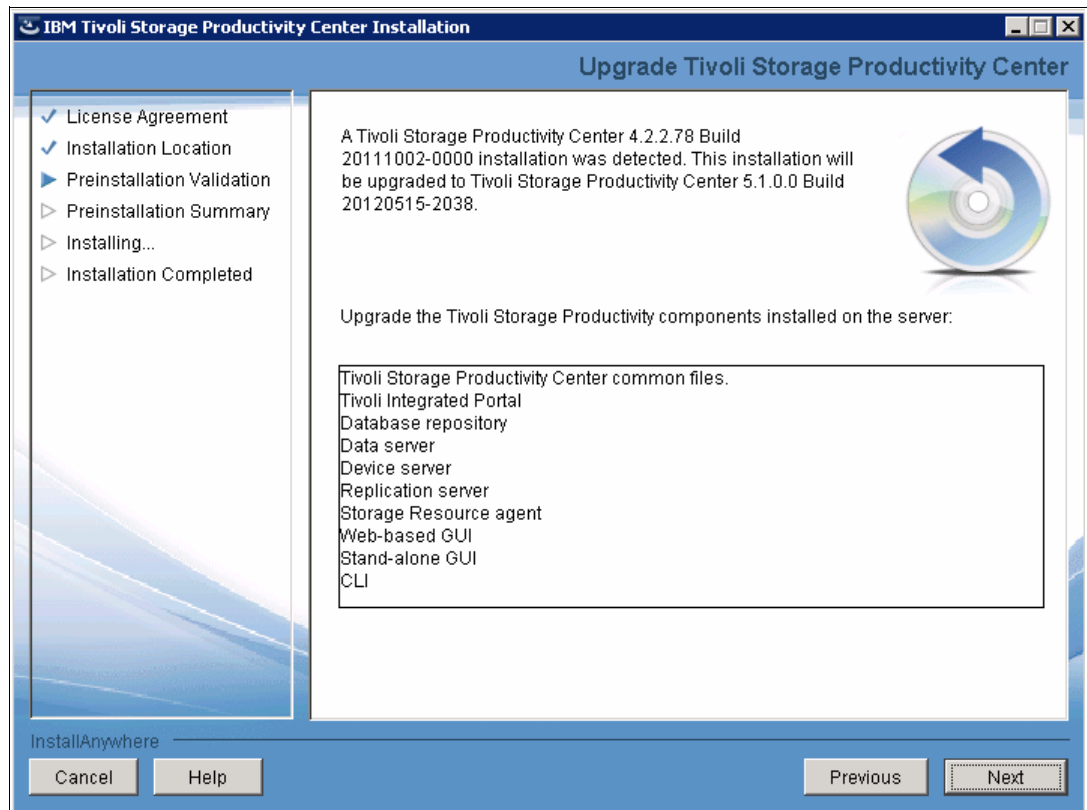 IBM Tivoli Storage Productivity Center Installation
Upgrade Tivoli Storage Productivity Center
License Agreement
Installation Location
Preinstallation Validation
Preinstallation Summary
Installing...
Installation Completed
A Tivoli Storage Productivity Center 4.2.2.78 Build
20111002-0000 installation was detected. This installation will
be upgraded to Tivoli Storage Productivity Center 5.1.0.0 Build
20120515-2038.
Upgrade the Tivoli Storage Productivity components installed on the server:
Tivoli Storage Productivity Center common files.
Tivoli Integrated Portal
Database repository
Data server
Device server
Replication server
Storage Resource agent
Web-based GUI
Stand-alone GUI
CLI
InstallAnywhere
Cancel
Help
Previous
Next